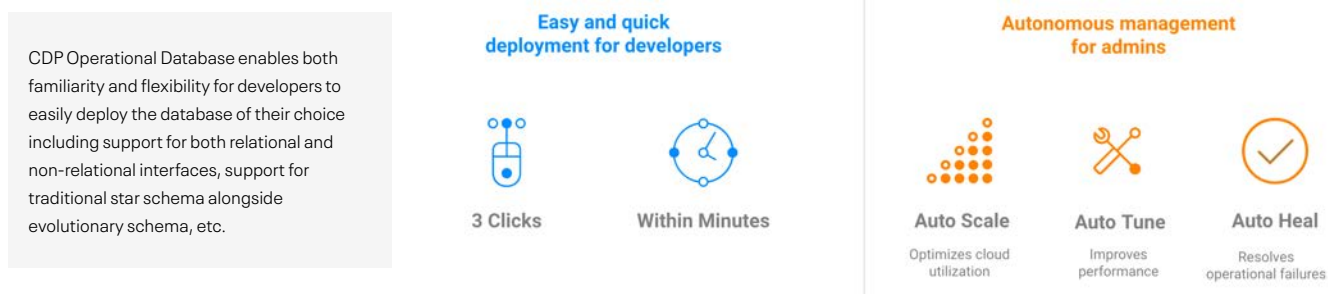 CDP Operational Database enables both
familiarity and flexibility for developers to
easily deploy the database of their choice
including support for both relational and
non-relational interfaces, support for
traditional star schema alongside
evolutionary schema, etc.
Easy and quick
deployment for developers
3 Clicks
Within Minutes
Autonomous management
for admins
Auto Scale
Optimizes cloud
utilization
Auto Tune
Improves
performance
Auto Heal
Resolves
operational failures